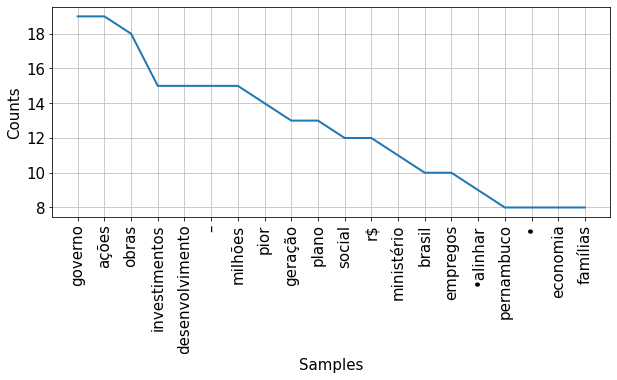 Counts
18
16
14
12
10
8
governo
ações
obras
investimentos
desenvolvimento
–
milhões
pior
geração
plano
social
r$
ministério
brasil
empregos
•alinhar
pernambuco
•
economia
famílias
Samples